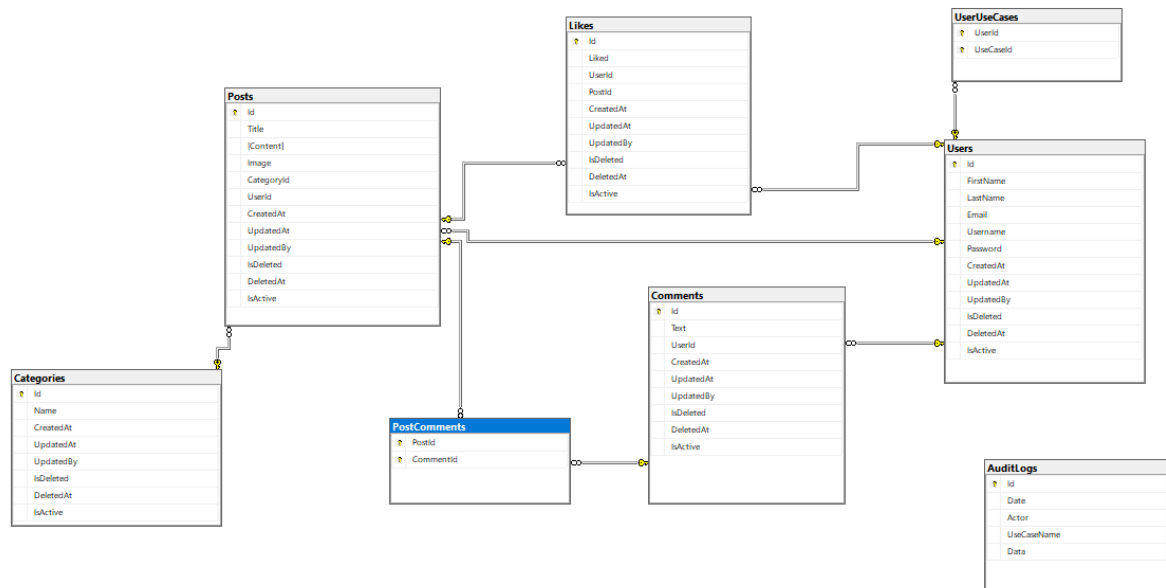 Posts
Id
Title
[Content]
Image
CategoryId
UserId
CreatedAt
UpdatedAt
UpdatedBy
IsDeleted
DeletedAt
IsActive
Likes
Id
Liked
UserId
PostId
CreatedAt
UpdatedAt
UpdatedBy
IsDeleted
DeletedAt
IsActive
UserUseCases
UserId
UseCaseId
Users
Id
FirstName
LastName
Email
Username
Password
CreatedAt
UpdatedAt
UpdatedBy
IsDeleted
DeletedAt
IsActive
Categories
Id
Name
CreatedAt
UpdatedAt
UpdatedBy
IsDeleted
DeletedAt
IsActive
PostComments
PostId
CommentId
Comments
Id
Text
UserId
CreatedAt
UpdatedAt
UpdatedBy
IsDeleted
DeletedAt
IsActive
AuditLogs
Id
Date
Actor
UseCaseName
Data